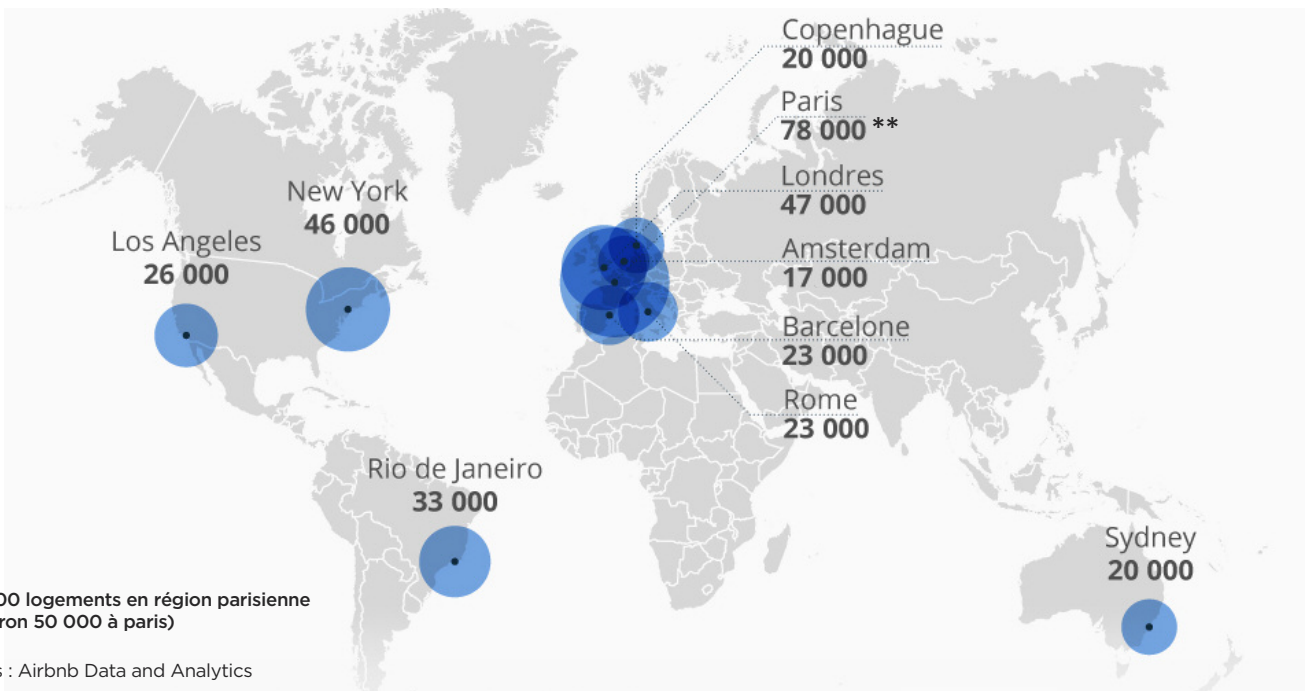 Copenhague
20 000
Paris
78 000 **
Londres
47 000
New York
46 000
Los Angeles
26 000
Amsterdam
17 000
Barcelone
23 000
Rome
23 000
Rio de Janeiro
33 000
Sydney
20 000
00 logements en région parisienne
ron 50 000 à paris)
s : Airbnb Data and Analytics